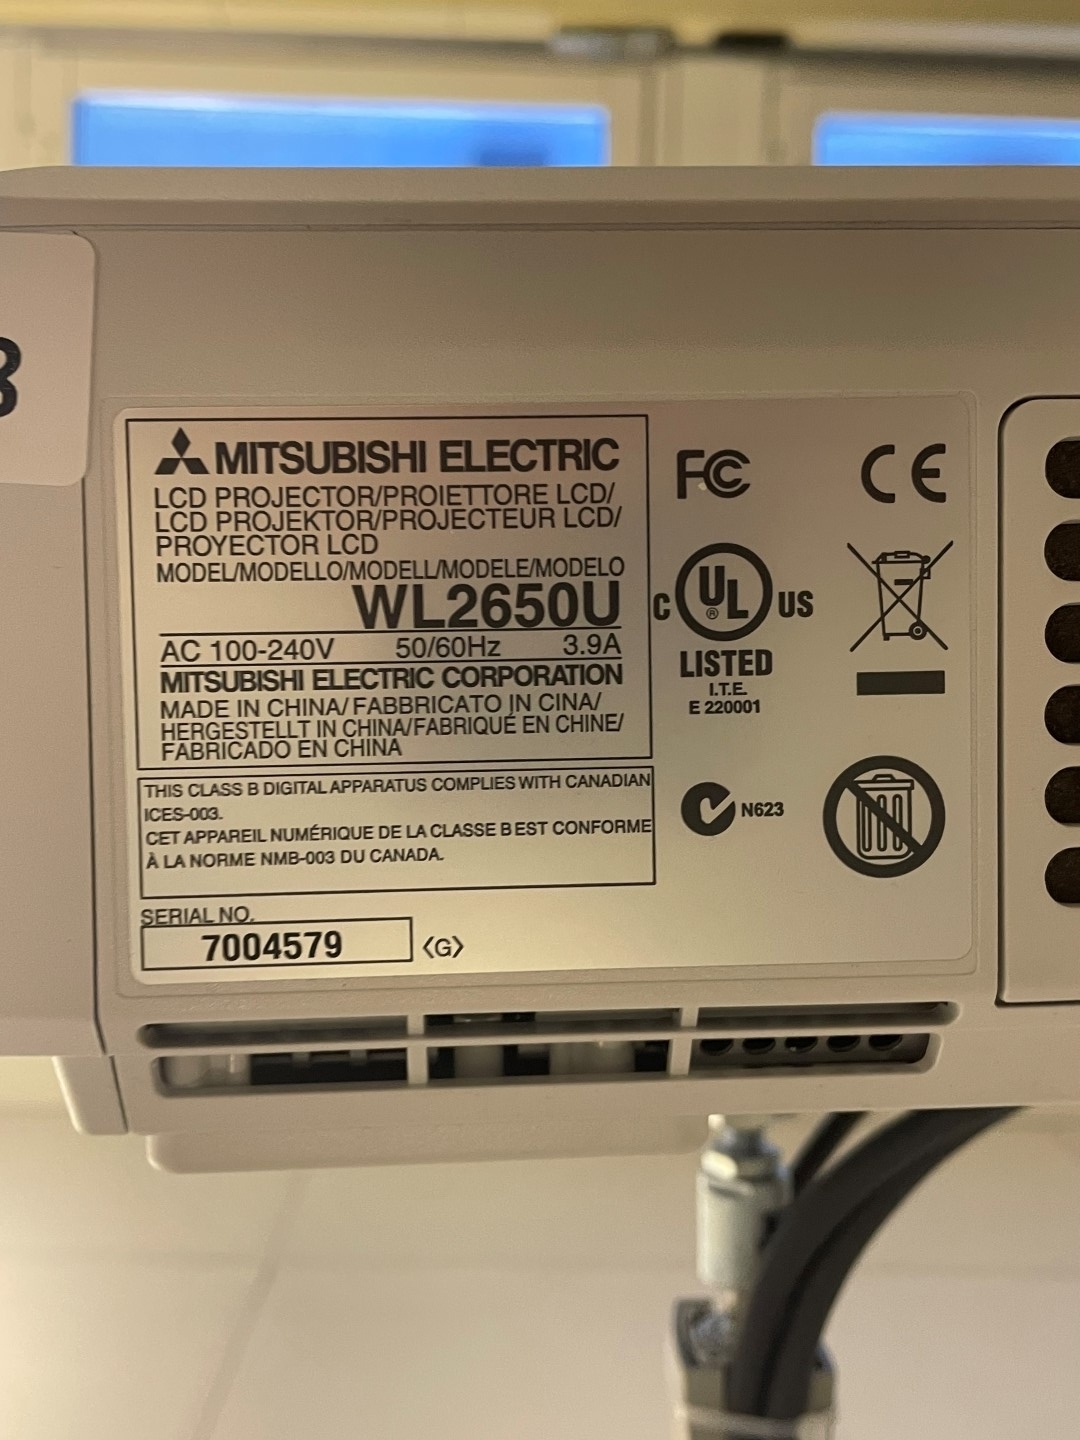 3
MITSUBISHI ELECTRIC
LCD PROJECTOR/PROIETTORE LCD/
LCD PROJEKTOR/PROJECTEUR LCD/
PROYECTOR LCD
MODEL/MODELLO/MODELL/MODELE/MODELO
WL2650U
AC 100-240V 50/60Hz 3.9A
MITSUBISHI ELECTRIC CORPORATION
MADE IN CHINA/FABBRICATO IN CINA/
HERGESTELLT IN CHINA/FABRIQUÉ EN CHINE/
FABRICADO EN CHINA
THIS CLASS B DIGITAL APPARATUS COMPLIES WITH CANADIAN
ICES-003.
CET APPAREIL NUMÉRIQUE DE LA CLASSE B EST CONFORME
À LA NORME NMB-003 DU CANADA.
SERIAL NO.
7004579 〈G〉
FC CE
C UL® US
LISTED
I.T.E.
E 220001
N623